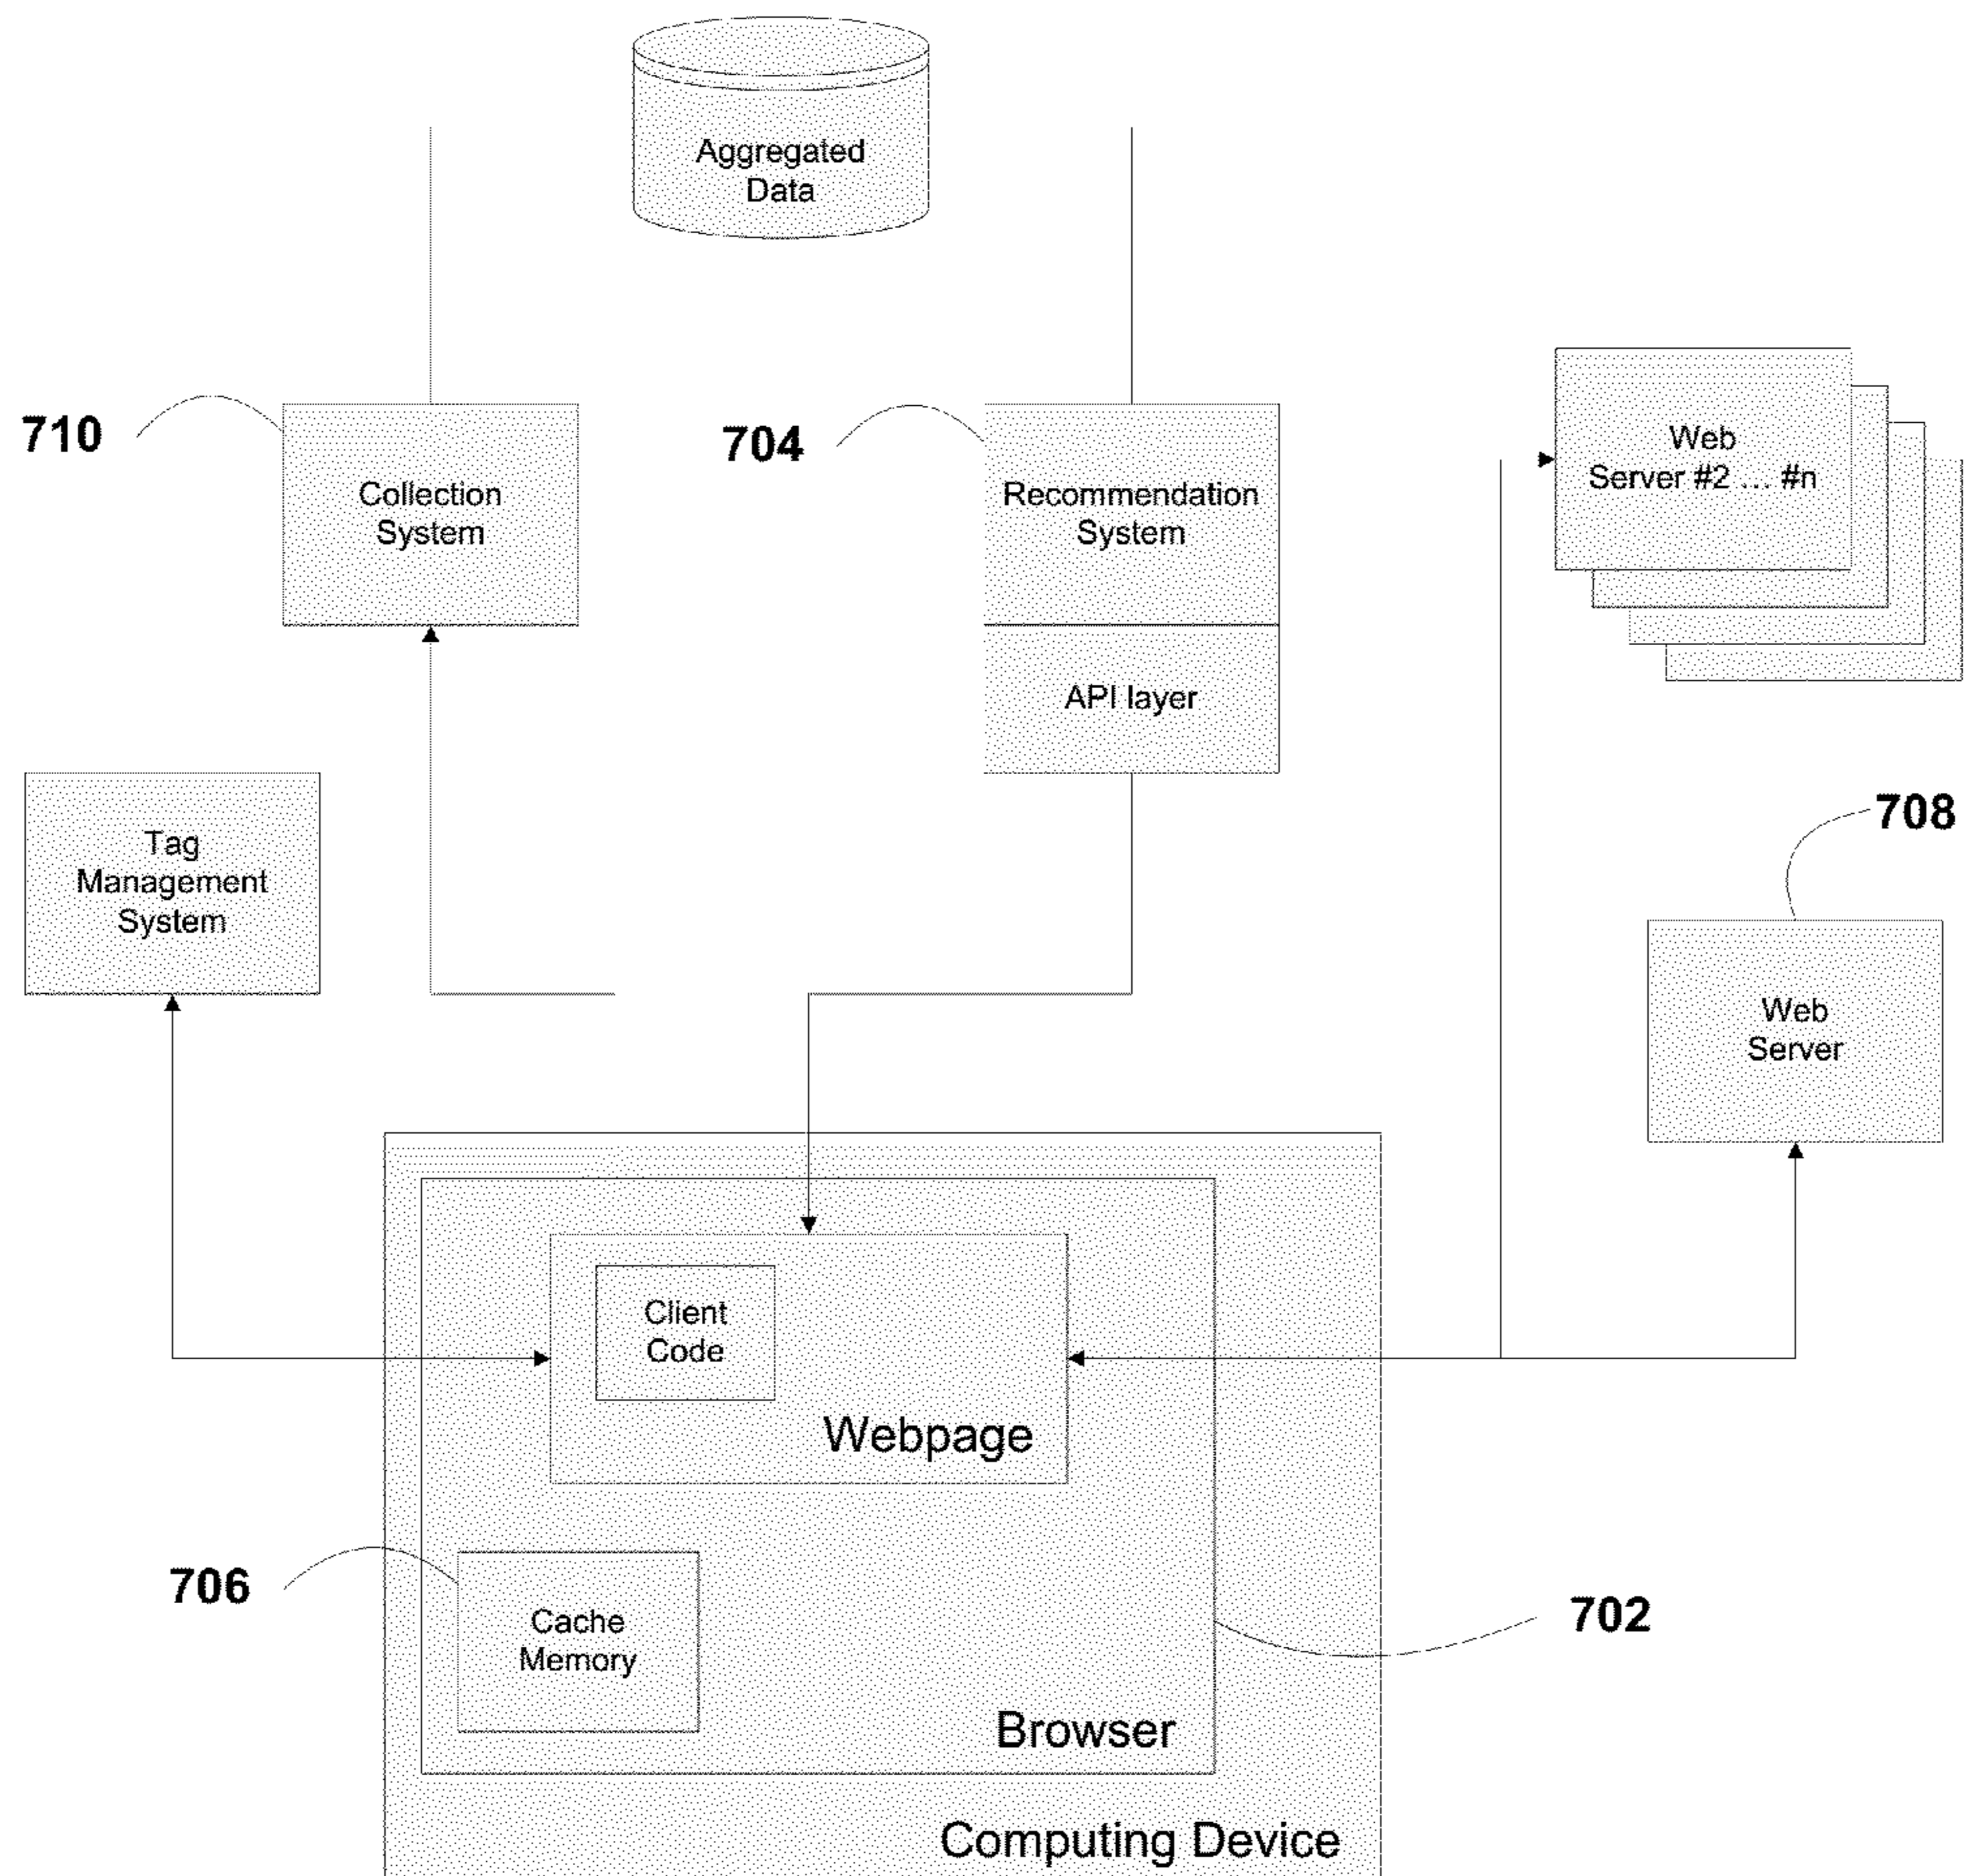 Aggregated
Data
710
Collection
System
704
Recommendation
System
API layer
Web
Server #2 ... #n
Tag
Management
System
708
Web
Server
Client
Code
Webpage
706
Cache
Memory
702
Browser
Computing Device